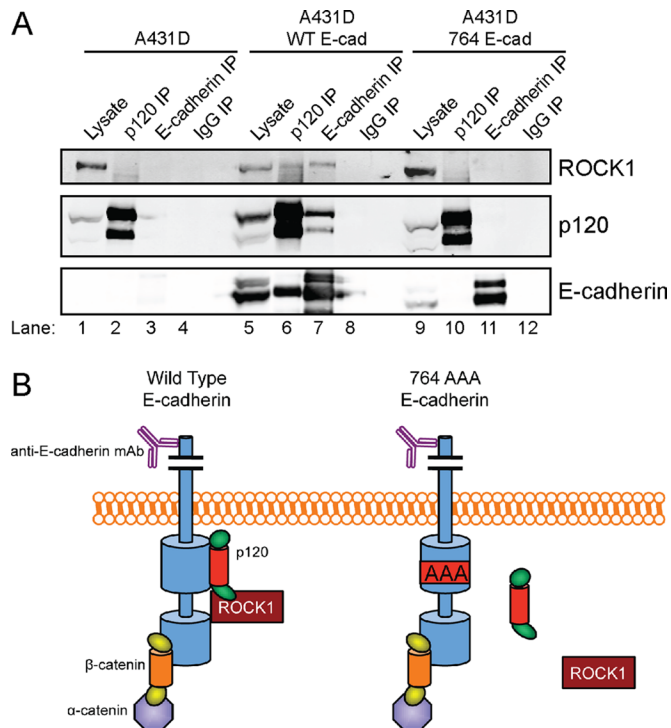 A
A431D
A431D
WT E-cad
A431D
764 E-cad
Lysate p120 IP E-cadherin IP IgG IP Lysate p120 IP E-cadherin IP IgG IP Lysate p120 IP E-cadherin IP IgG IP
ROCK1
p120
E-cadherin
Lane: 1 2 3 4 5 6 7 8 9 10 11 12
B
Wild Type
E-cadherin
764 AAA
E-cadherin
anti-E-cadherin mAb
p120
AAA
ROCK1
β-catenin
ROCK1
α-catenin